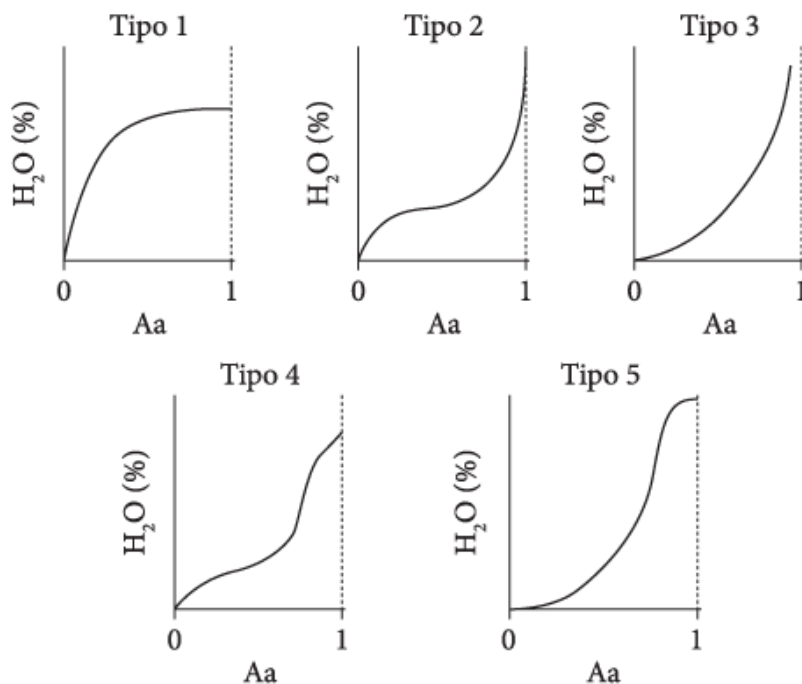 Tipo 1
H₂O (%)
0 1
Aa
Tipo 2
H₂O (%)
0 1
Aa
Tipo 3
H₂O (%)
0 1
Aa
Tipo 4
H₂O (%)
0 1
Aa
Tipo 5
H₂O (%)
0 1
Aa